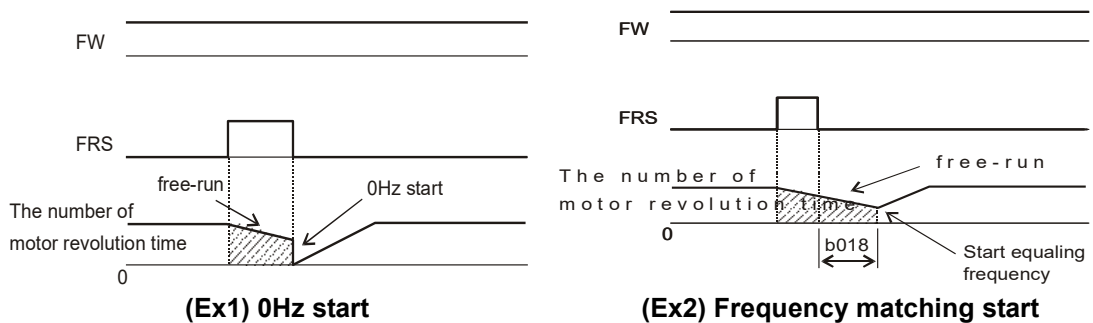 FW
FRS
free-run
0Hz start
The number of
motor revolution time
0
(Ex1) 0Hz start
FW
FRS
free-run
The number of
motor revolution time
0
b018
Start equaling
frequency
(Ex2) Frequency matching start